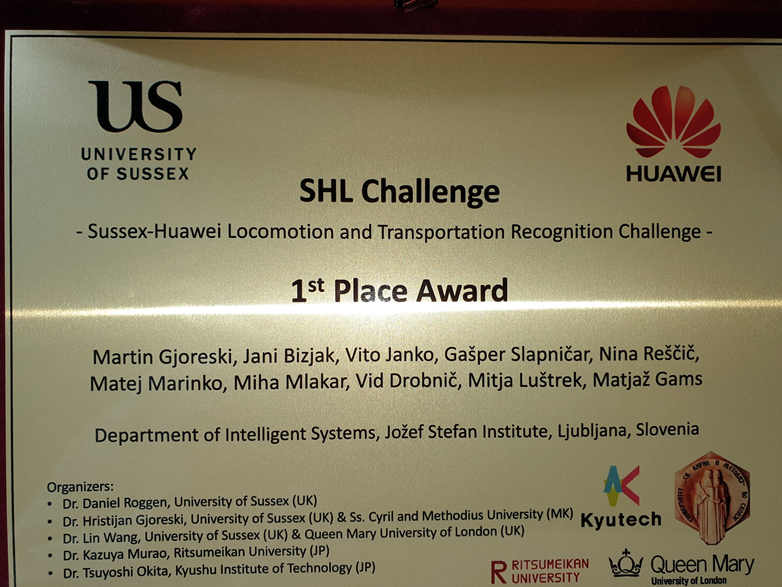 US
UNIVERSITY
OF SUSSEX
HUAWEI
SHL Challenge
- Sussex-Huawei Locomotion and Transportation Recognition Challenge -
1st Place Award
Martin Gjoreski, Jani Bizjak, Vito Janko, Gašper Slapničar, Nina Reščič,
Matej Marinko, Miha Mlakar, Vid Drobnič, Mitja Luštrek, Matjaž Gams
Department of Intelligent Systems, Jožef Stefan Institute, Ljubljana, Slovenia
Organizers:
• Dr. Daniel Roggen, University of Sussex (UK)
• Dr. Hristijan Gjoreski, University of Sussex (UK) & Ss. Cyril and Methodius University (MK)
• Dr. Lin Wang, University of Sussex (UK) & Queen Mary University of London (UK)
• Dr. Kazuya Murao, Ritsumeikan University (JP)
• Dr. Tsuyoshi Okita, Kyushu Institute of Technology (JP)
Kyutech
R RITSUMEIKAN
UNIVERSITY
Queen Mary
University of London